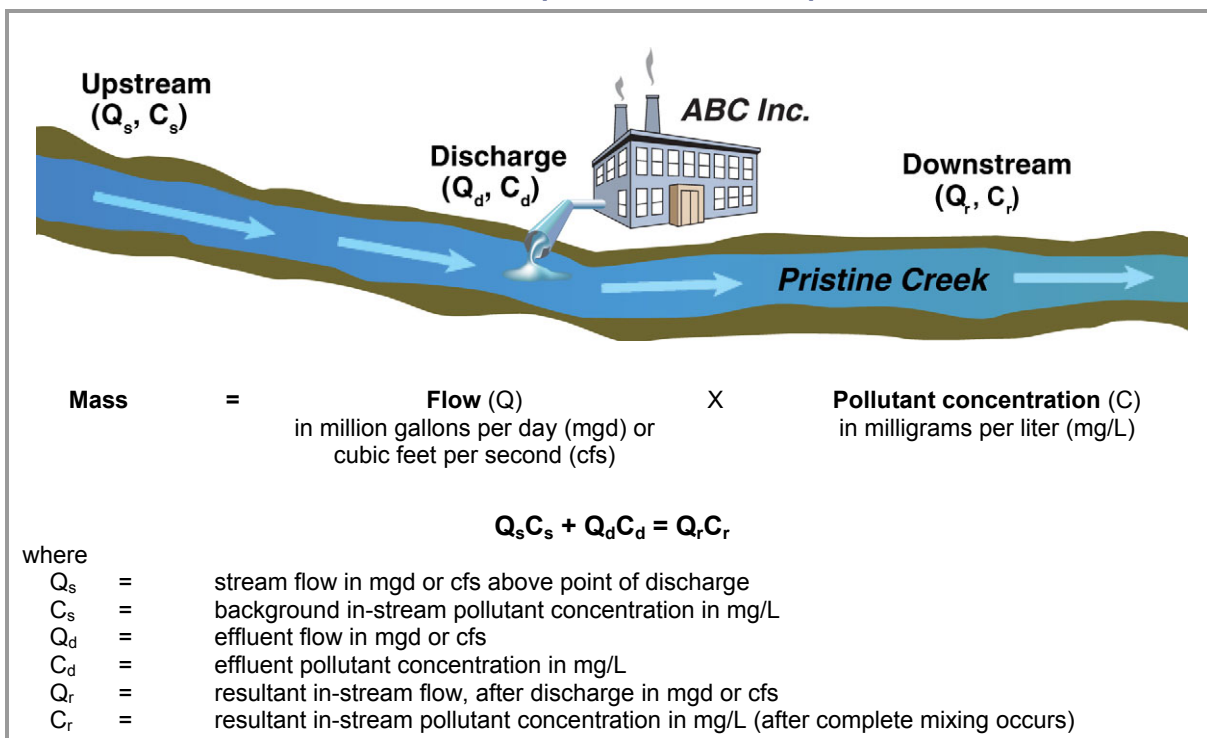 Upstream
(Qs, Cs)
ABC Inc.
Discharge
(Qd, Cd)
Downstream
(Qr, Cr)
Pristine Creek
Mass = Flow (Q) X Pollutant concentration (C)
in million gallons per day (mgd) or in milligrams per liter (mg/L)
cubic feet per second (cfs)
QsCs + QdCd = QrCr
where
Qs = stream flow in mgd or cfs above point of discharge
Cs = background in-stream pollutant concentration in mg/L
Qd = effluent flow in mgd or cfs
Cd = effluent pollutant concentration in mg/L
Qr = resultant in-stream flow, after discharge in mgd or cfs
Cr = resultant in-stream pollutant concentration in mg/L (after complete mixing occurs)